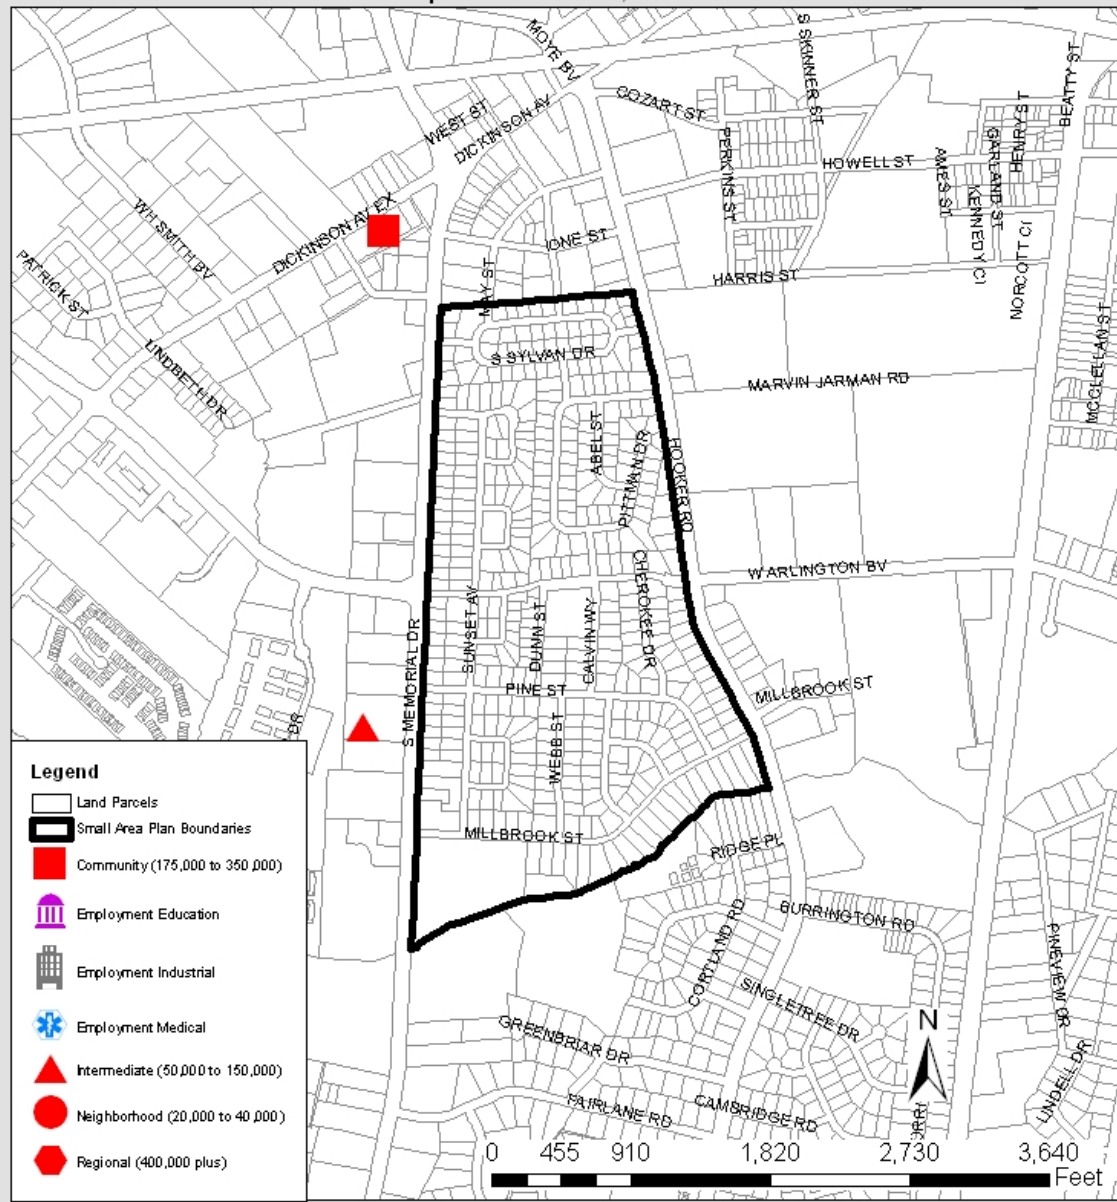 MOYE BV
S SKINNER ST
BEATTY ST
COZART ST
WEST ST
DICKINSON AV
PERKINS ST
HOWELL ST
AMES ST
GARLAND ST
HENRY ST
KENNEDY CI
NORCOTT CI
WH SMITH BV
DICKINSON AV EX
PATRICK ST
IONE ST
HARRIS ST
MAY ST
LINDBETH DR
S SYLVAN DR
MARVIN JARMAN RD
MCCLELLAN ST
ABEL ST
PITTMAN DR
HOOKER RD
CHEROKEE DR
W ARLINGTON BV
S MEMORIAL DR
SUNSET AV
DUNN ST
CALVIN WY
PINE ST
MILLBROOK ST
WEBB ST
DR
MILLBROOK ST
RIDGE PL
BURRINGTON RD
CORTLAND RD
SINGLETREE DR
PINEVIEW DR
GREENBRIAR DR
FAIRLANE RD
CAMBRIDGE RD
LINDELL DR
N
Legend
Land Parcels
Small Area Plan Boundaries
Community (175,000 to 350,000)
Employment Education
Employment Industrial
Employment Medical
Intermediate (50,000 to 150,000)
Neighborhood (20,000 to 40,000)
Regional (400,000 plus)
0 455 910 1,820 2,730 3,640
Feet